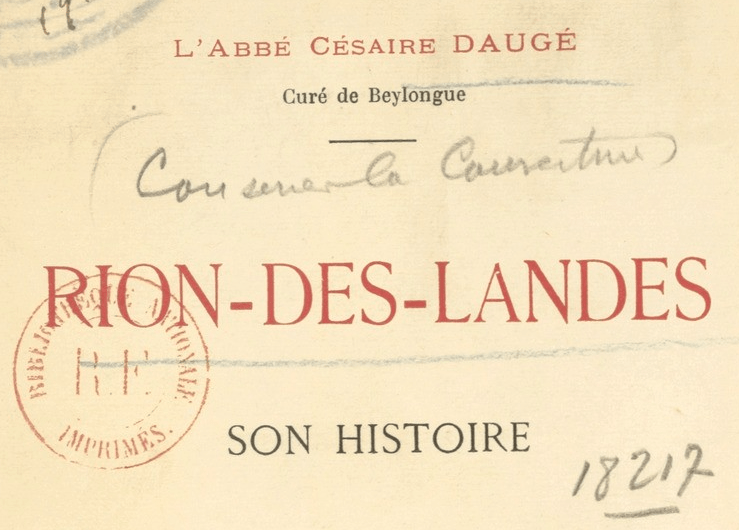 L'ABBÉ CÉSAIRE DAUGÉ
Curé de Beylongue
(Conserver la Couverture)
RION-DES-LANDES
BIBLIOTHÈQUE NATIONALE
R.F.
IMPRIMÉS.
SON HISTOIRE
18217